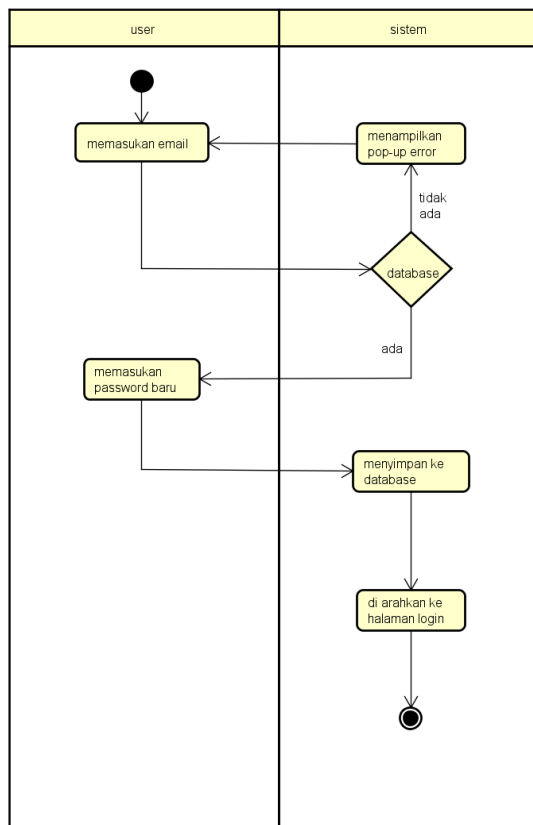 user
sistem
memasukan email
menampilkan
pop-up error
tidak
ada
database
ada
memasukan
password baru
menyimpan ke
database
di arahkan ke
halaman login